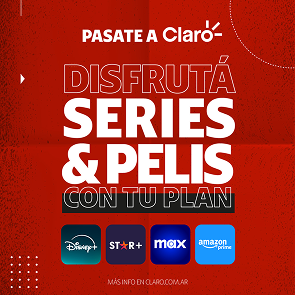 PASATE A Claro
DISFRUTÁ
SERIES
& PELIS
CON TU PLAN
Disney+
STAR+
max
amazon
prime
MÁS INFO EN CLARO.COM.AR